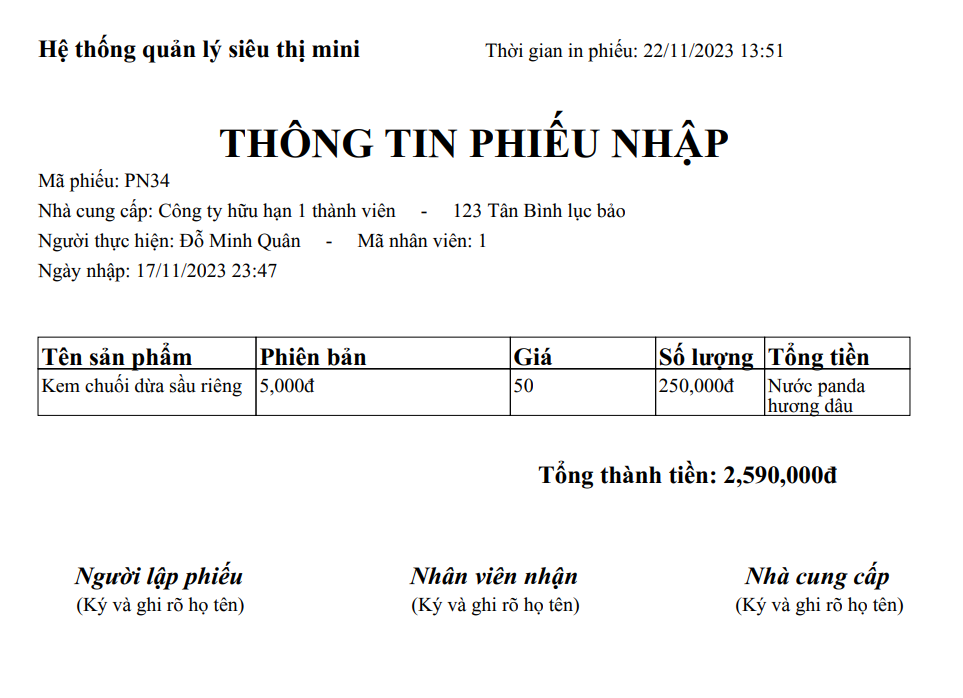 Hệ thống quản lý siêu thị mini Thời gian in phiếu: 22/11/2023 13:51
THÔNG TIN PHIẾU NHẬP
Mã phiếu: PN34
Nhà cung cấp: Công ty hữu hạn 1 thành viên - 123 Tân Bình lục bảo
Người thực hiện: Đỗ Minh Quân - Mã nhân viên: 1
Ngày nhập: 17/11/2023 23:47
Tên sản phẩm Phiên bản Giá Số lượng Tổng tiền
Kem chuối dừa sầu riêng 5,000đ 50 250,000đ Nước panda
hương dâu
Tổng thành tiền: 2,590,000đ
Người lập phiếu Nhân viên nhận Nhà cung cấp
(Ký và ghi rõ họ tên) (Ký và ghi rõ họ tên) (Ký và ghi rõ họ tên)